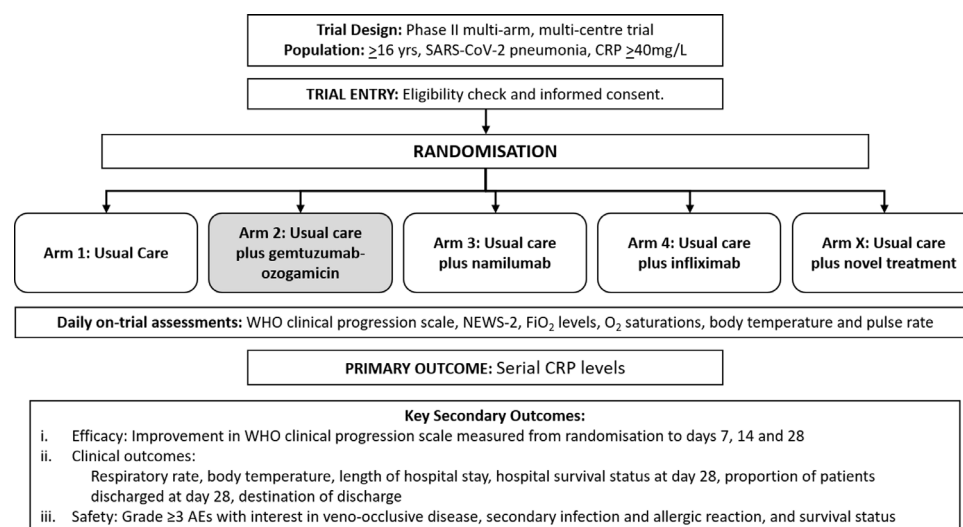 Trial Design: Phase II multi-arm, multi-centre trial
Population: ≥16 yrs, SARS-CoV-2 pneumonia, CRP ≥40mg/L
TRIAL ENTRY: Eligibility check and informed consent.
RANDOMISATION
Arm 1: Usual Care
Arm 2: Usual care
plus gemtuzumab-
ozogamicin
Arm 3: Usual care
plus namilumab
Arm 4: Usual care
plus infliximab
Arm X: Usual care
plus novel treatment
Daily on-trial assessments: WHO clinical progression scale, NEWS-2, FiO₂ levels, O₂ saturations, body temperature and pulse rate
PRIMARY OUTCOME: Serial CRP levels
Key Secondary Outcomes:
i. Efficacy: Improvement in WHO clinical progression scale measured from randomisation to days 7, 14 and 28
ii. Clinical outcomes:
Respiratory rate, body temperature, length of hospital stay, hospital survival status at day 28, proportion of patients
discharged at day 28, destination of discharge
iii. Safety: Grade ≥3 AEs with interest in veno-occlusive disease, secondary infection and allergic reaction, and survival status